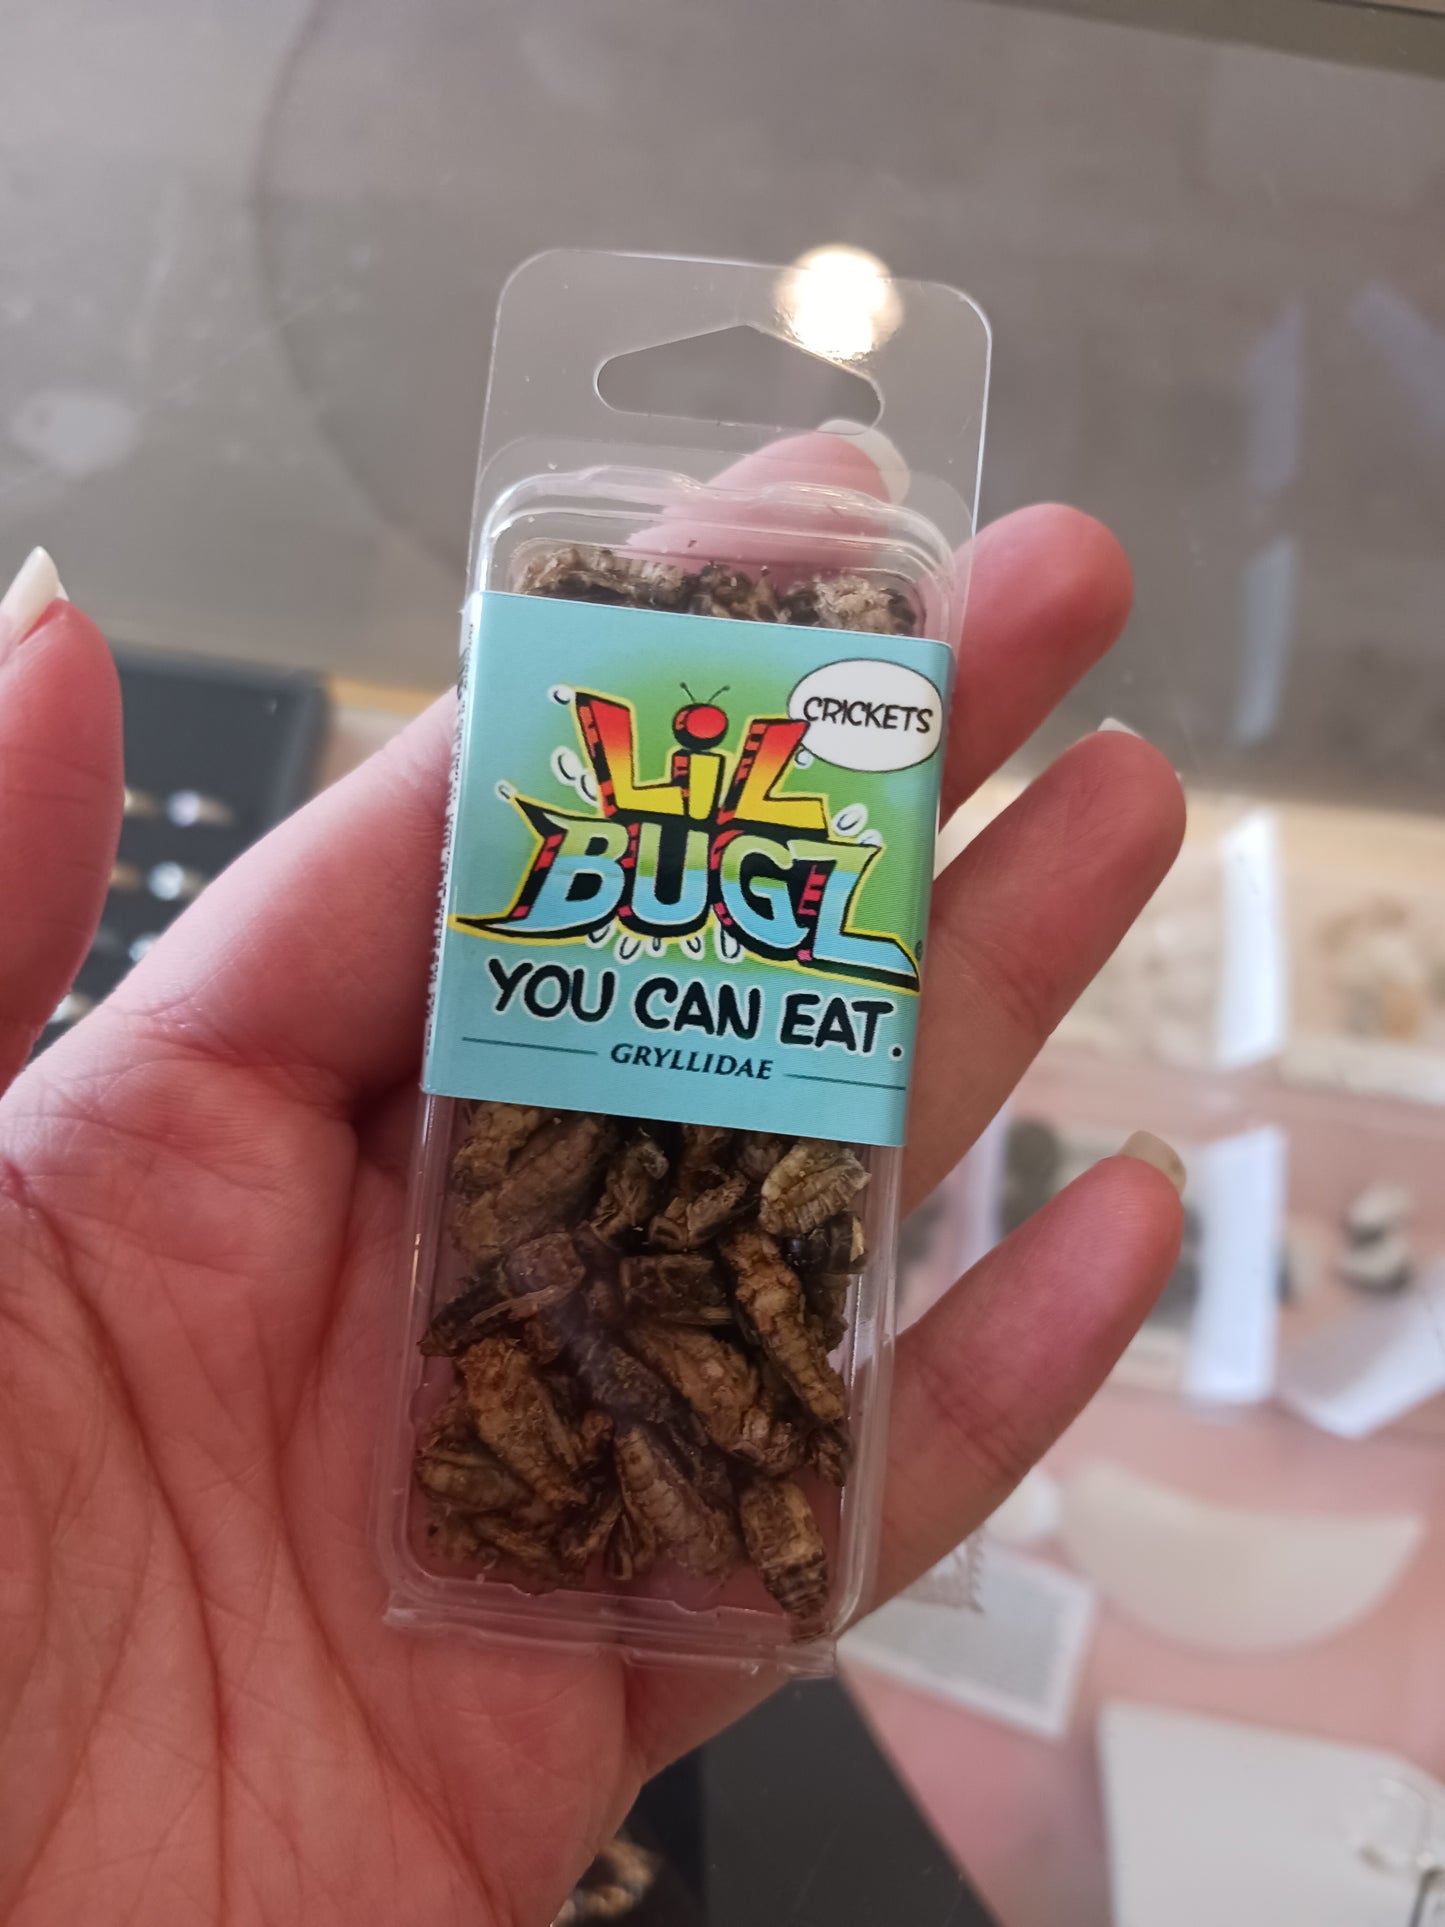 CRICKETS
LiL
BUGZ
YOU CAN EAT.
GRYLLIDAE